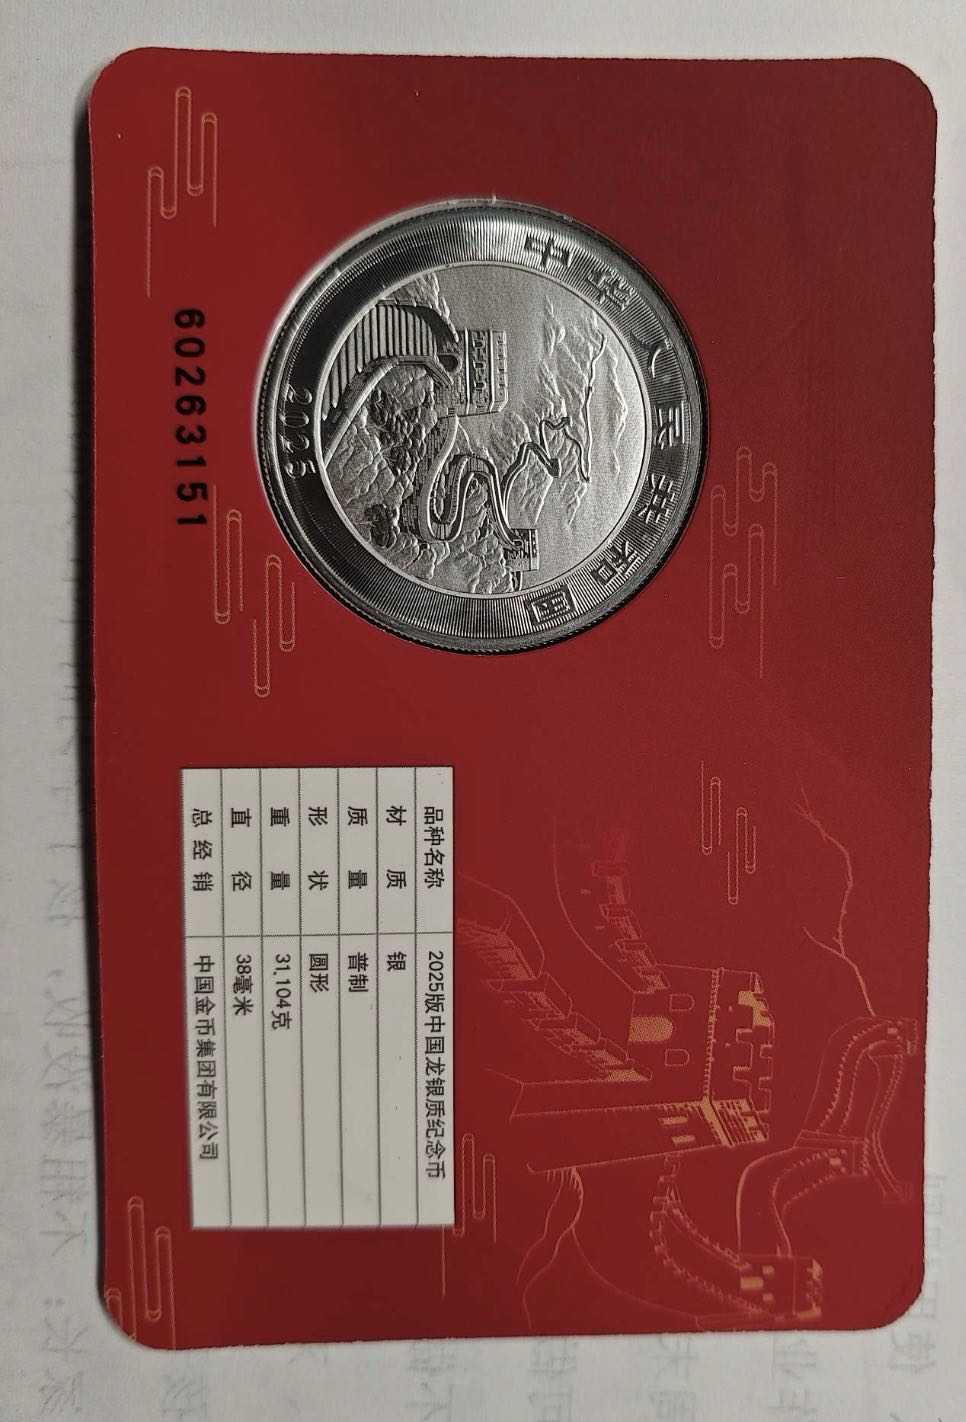 中华人民共和国
2025
60263151
品种名称 2025版中国龙银质纪念币
材质 银
质量 普制
形状 圆形
重量 31.104克
直径 38毫米
总经销 中国金币集团有限公司